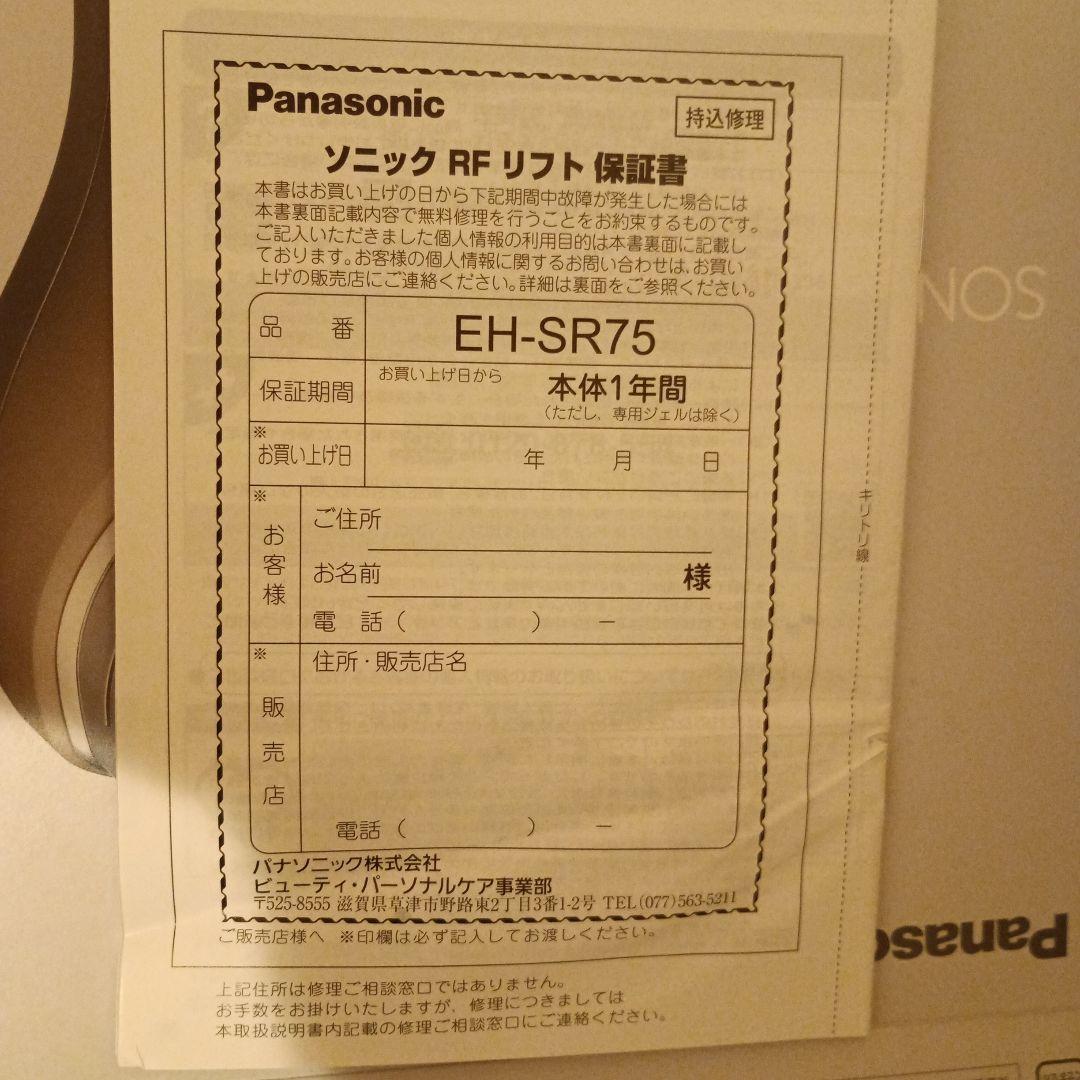 Panasonic
持込修理
ソニック RF リフト 保証書
本書はお買い上げの日から下記期間中故障が発生した場合には
本書裏面記載内容で無料修理を行うことをお約束するものです。
ご記入いただきました個人情報の利用目的は本書裏面に記載し
ております。お客様の個人情報に関するお問い合わせは、お買い
上げの販売店にご連絡ください。詳細は裏面をご参照ください。
品番 EH-SR75
保証期間 お買い上げ日から 本体1年間
(ただし、専用ジェルは除く)
※
お買い上げ日 年 月 日
※
お客様
ご住所
お名前 様
電話( ) ー
※
販売店
住所・販売店名
電話( ) ー
パナソニック株式会社
ビューティ・パーソナルケア事業部
〒525-8555 滋賀県草津市野路東2丁目3番1-2号 TEL(077)563-5211
ご販売店様へ ※印欄は必ず記入してお渡しください。
上記住所は修理ご相談窓口ではありません。
お手数をお掛けいたしますが、修理につきましては
本取扱説明書内記載の修理ご相談窓口にご連絡ください。
キリトリ線
NOS
Panaso